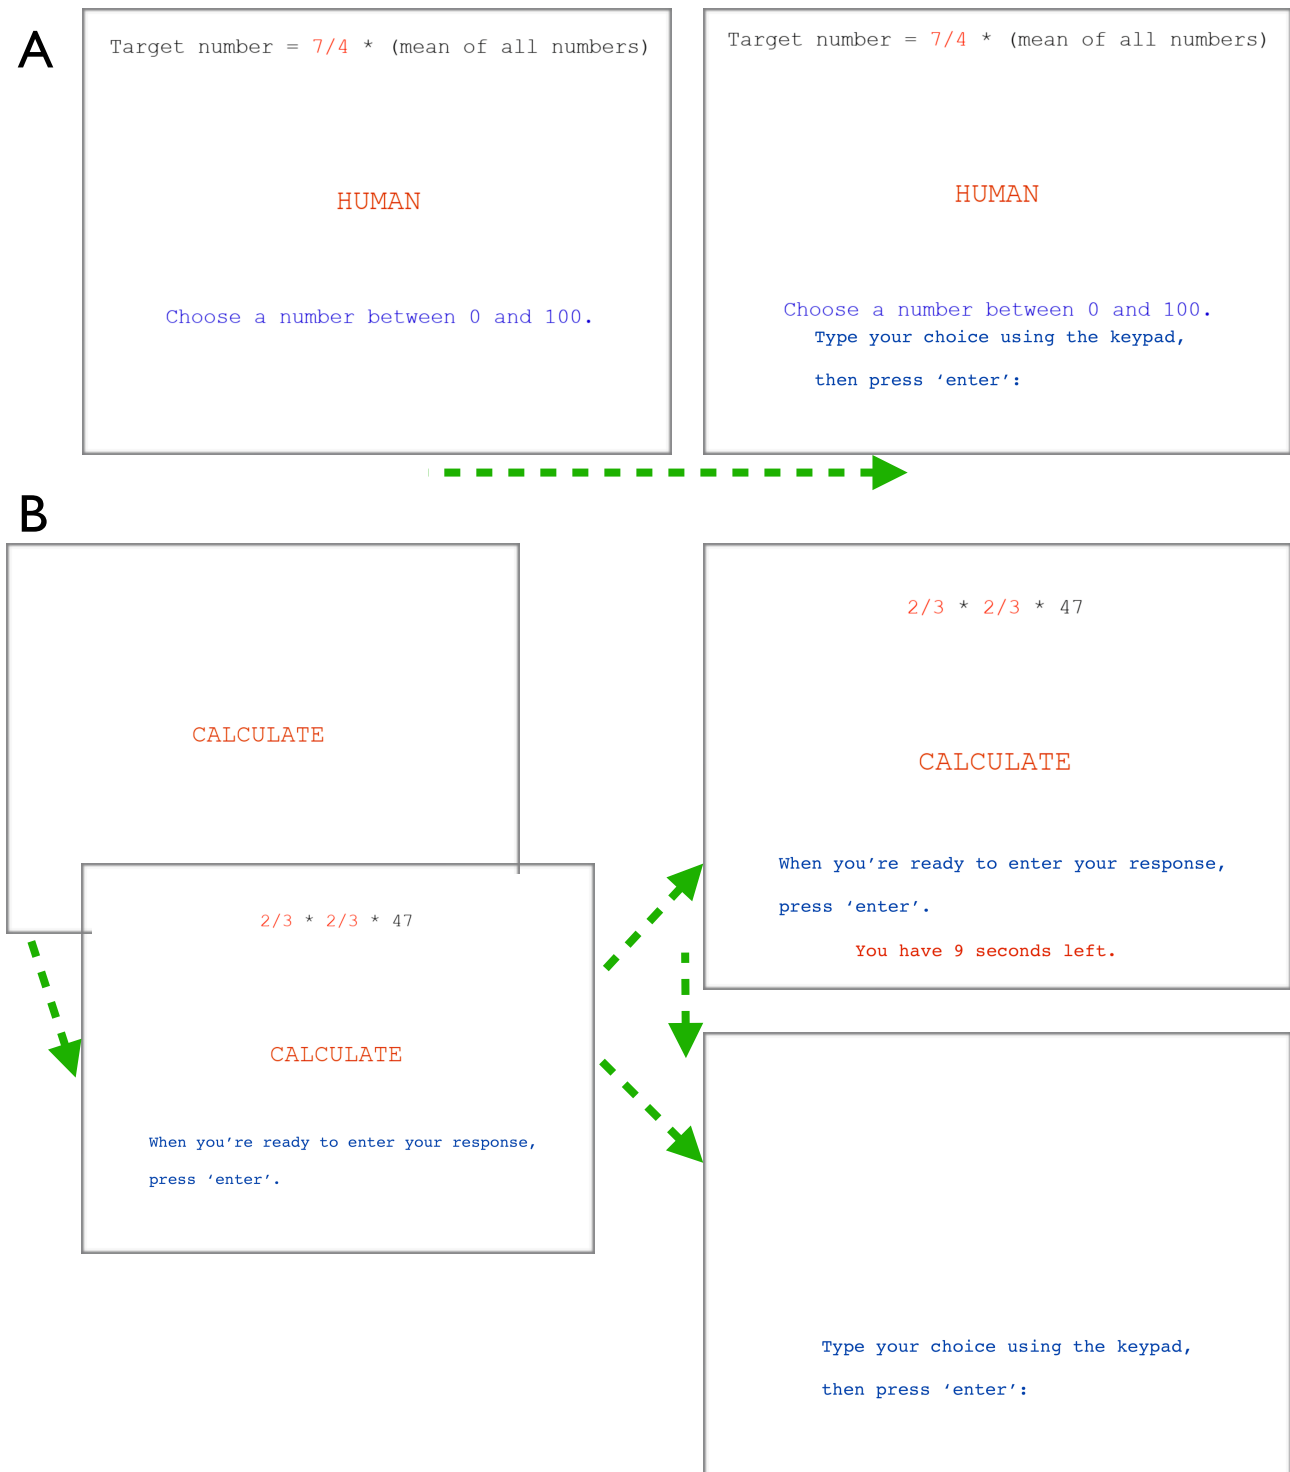 A
Target number = 7/4 * (mean of all numbers)
HUMAN
Choose a number between 0 and 100.
Target number = 7/4 * (mean of all numbers)
HUMAN
Choose a number between 0 and 100.
Type your choice using the keypad,
then press ‘enter’:
B
CALCULATE
2/3 * 2/3 * 47
CALCULATE
When you’re ready to enter your response,
press ‘enter’.
2/3 * 2/3 * 47
CALCULATE
When you’re ready to enter your response,
press ‘enter’.
You have 9 seconds left.
Type your choice using the keypad,
then press ‘enter’: